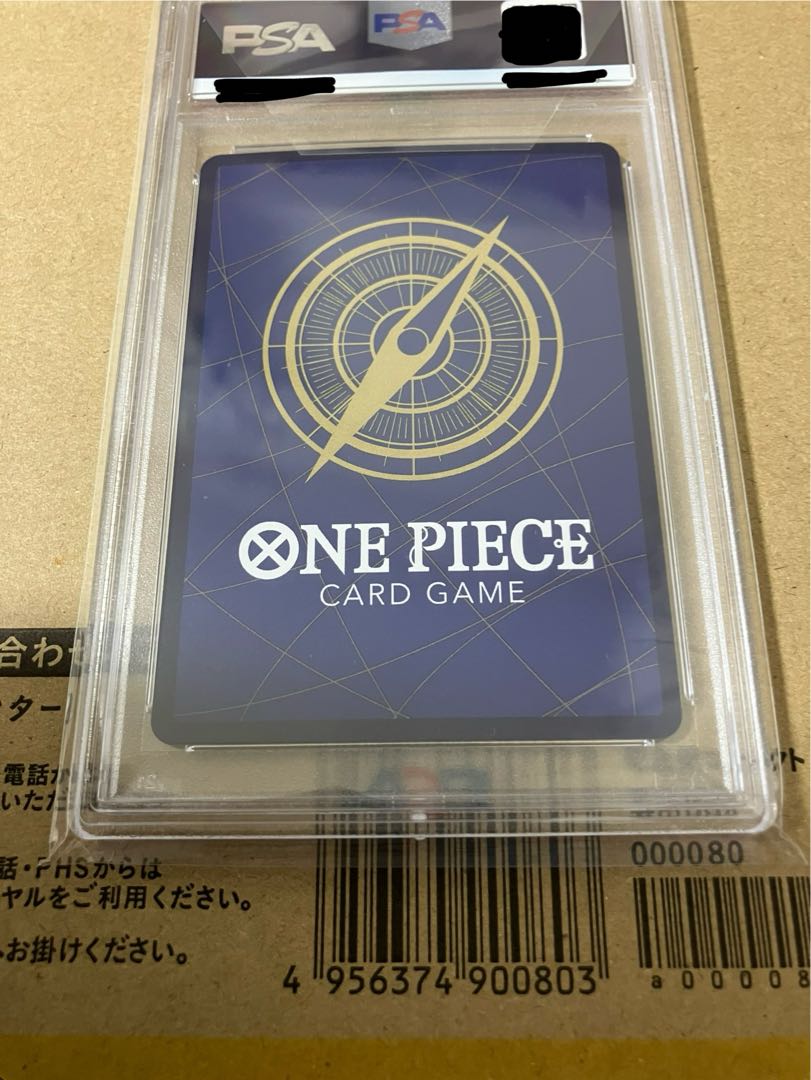 PSA
PSA
ONE PIECE
CARD GAME
合わせ
電話か
いただ
000080
話・PHSからは
ヤルをご利用ください。
お掛けください。
4 956374 900803
a00008